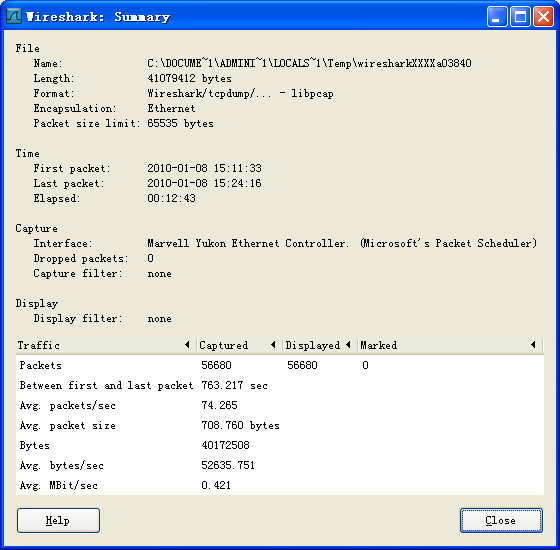 Wireshark: Summary
File
Name: C:\DOCUME~1\ADMINI~1\LOCALS~1\Temp\wiresharkXXXXa03840
Length: 41079412 bytes
Format: Wireshark/tcpdump/... - libpcap
Encapsulation: Ethernet
Packet size limit: 65535 bytes
Time
First packet: 2010-01-08 15:11:33
Last packet: 2010-01-08 15:24:16
Elapsed: 00:12:43
Capture
Interface: Marvell Yukon Ethernet Controller. (Microsoft's Packet Scheduler)
Dropped packets: 0
Capture filter: none
Display
Display filter: none
Traffic Captured Displayed Marked
Packets 56680 56680 0
Between first and last packet 763.217 sec
Avg. packets/sec 74.265
Avg. packet size 708.760 bytes
Bytes 40172508
Avg. bytes/sec 52635.751
Avg. MBit/sec 0.421
Help Close